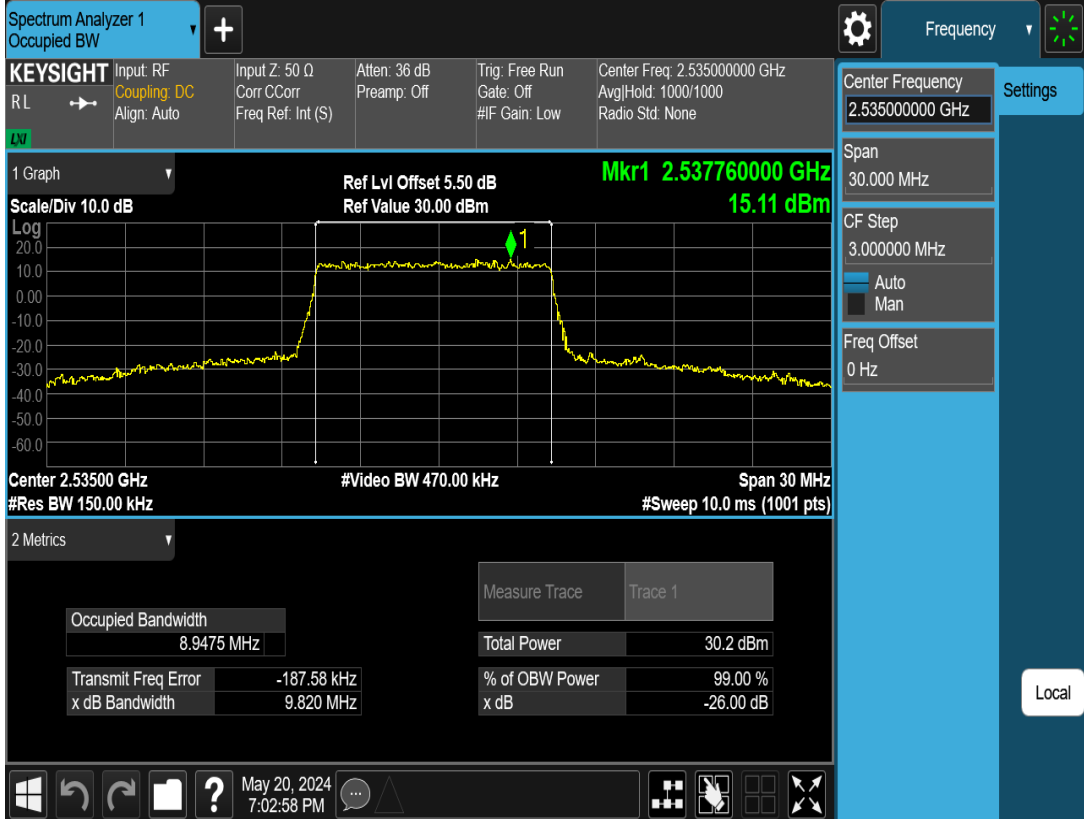 Spectrum Analyzer 1
Occupied BW
+
Frequency
KEYSIGHT
R L
LXI
Input: RF
Coupling: DC
Align: Auto
Input Z: 50 Ω
Corr CCorr
Freq Ref: Int (S)
Atten: 36 dB
Preamp: Off
Trig: Free Run
Gate: Off
#IF Gain: Low
Center Freq: 2.535000000 GHz
Avg|Hold: 1000/1000
Radio Std: None
Center Frequency
2.535000000 GHz
Settings
Span
30.000 MHz
CF Step
3.000000 MHz
Auto
Man
Freq Offset
0 Hz
1 Graph
Scale/Div 10.0 dB
Ref Lvl Offset 5.50 dB
Ref Value 30.00 dBm
Mkr1 2.537760000 GHz
15.11 dBm
Log
1
20.0
10.0
0.00
-10.0
-20.0
-30.0
-40.0
-50.0
-60.0
Center 2.53500 GHz
#Video BW 470.00 kHz
Span 30 MHz
#Res BW 150.00 kHz
#Sweep 10.0 ms (1001 pts)
2 Metrics
Measure Trace
Trace 1
Occupied Bandwidth
8.9475 MHz
Total Power
30.2 dBm
Transmit Freq Error
-187.58 kHz
% of OBW Power
99.00 %
x dB Bandwidth
9.820 MHz
x dB
-26.00 dB
Local
?
May 20, 2024
7:02:58 PM